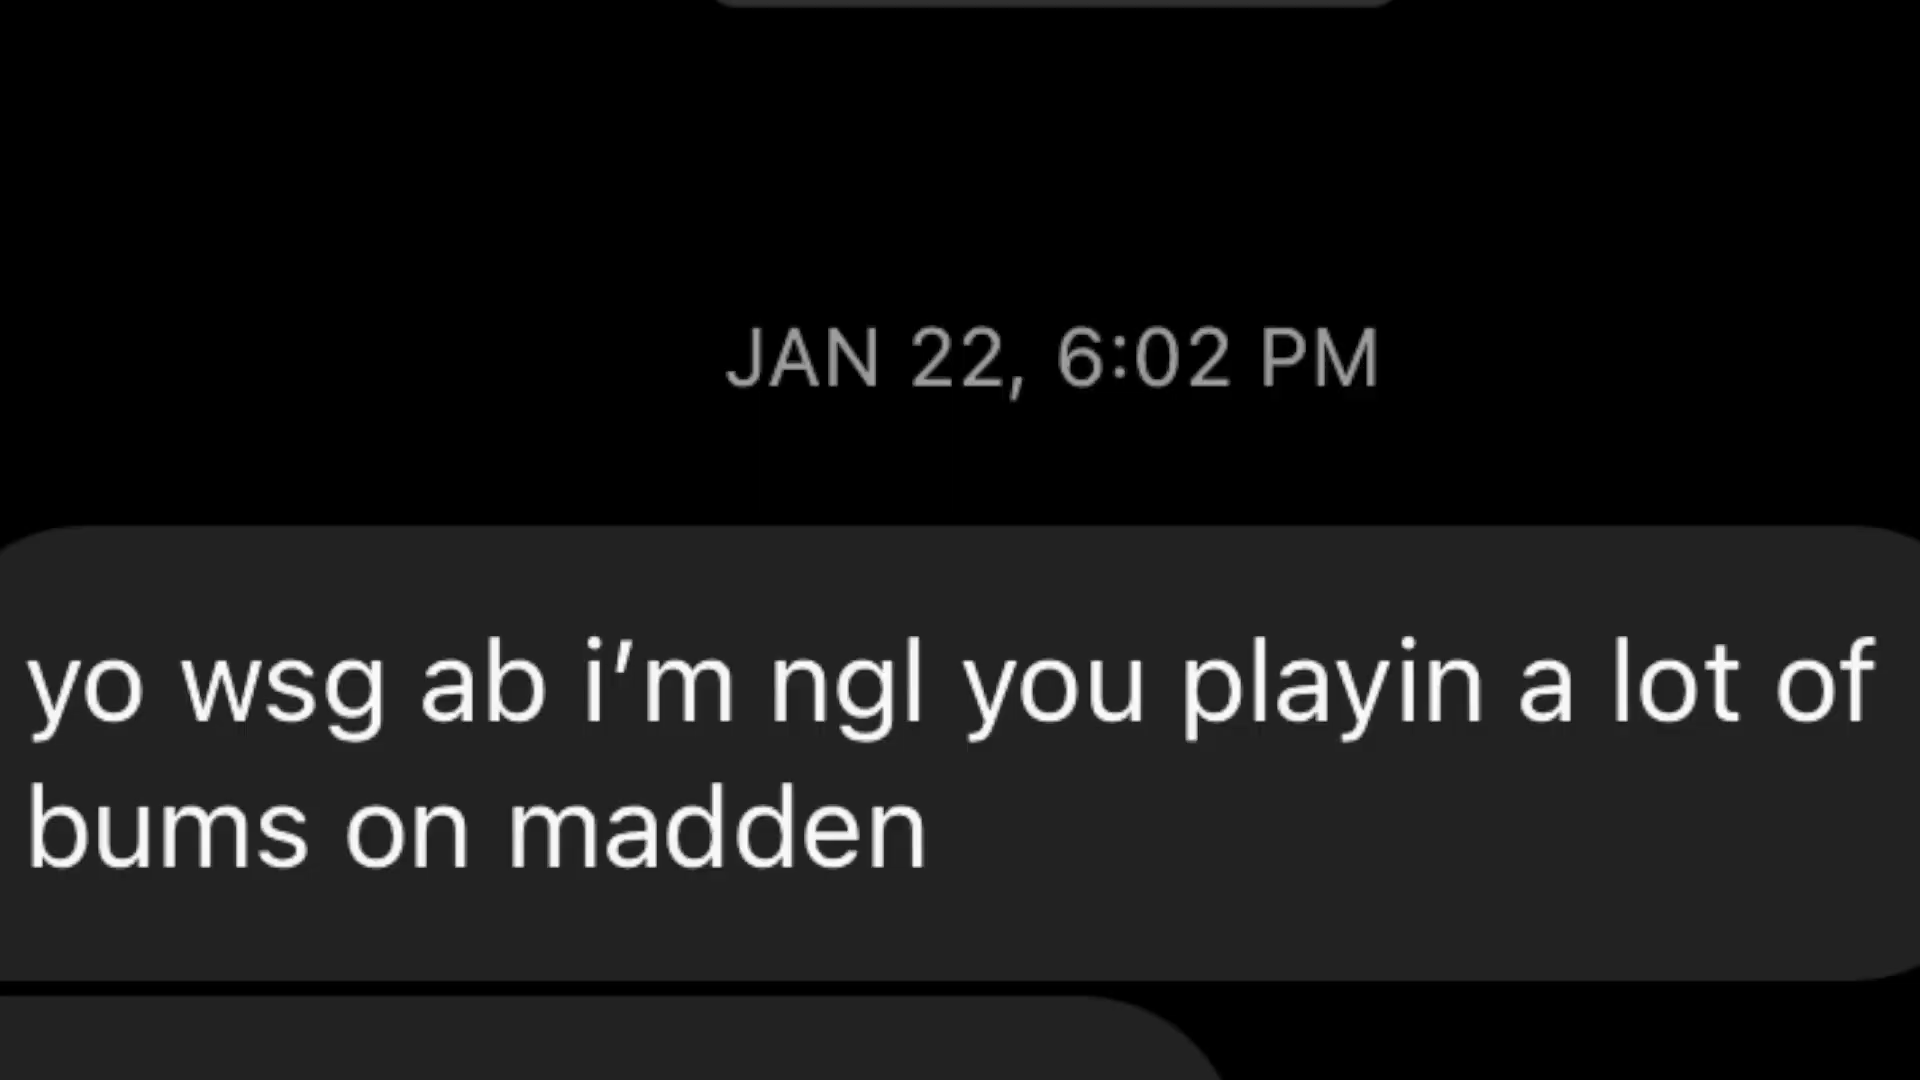 JAN 22, 6:02 PM
yo wsg ab i’m ngl you playin a lot of
bums on madden